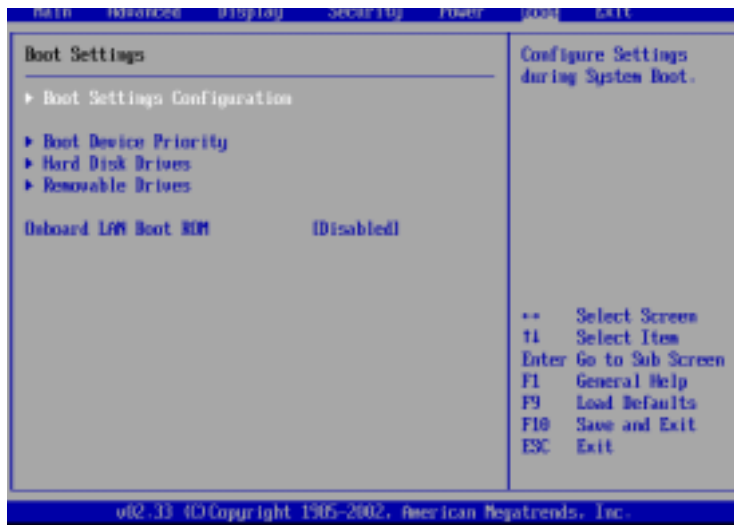 Main Advanced Display Security Power Boot Exit
Boot Settings
▶ Boot Settings Configuration
▶ Boot Device Priority
▶ Hard Disk Drives
▶ Removable Drives
Onboard LAN Boot ROM [Disabled]
Configure Settings
during System Boot.
↔ Select Screen
↑↓ Select Item
Enter Go to Sub Screen
F1 General Help
F9 Load Defaults
F10 Save and Exit
ESC Exit
v02.33 (C)Copyright 1985-2002, American Megatrends, Inc.